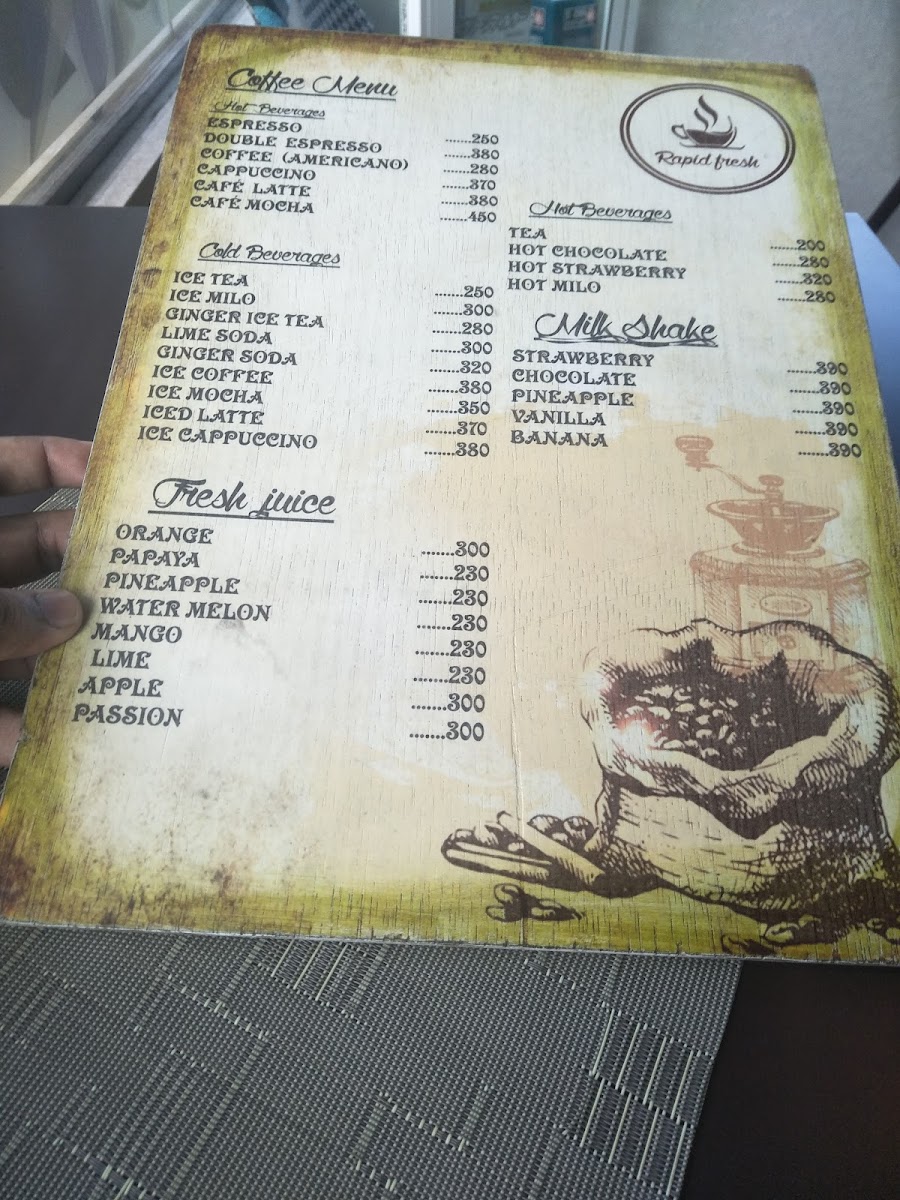 Coffee Menu
Hot Beverages
ESPRESSO .......250
DOUBLE ESPRESSO .......380
COFFEE (AMERICANO) .......280
CAPPUCCINO .......370
CAFÉ LATTE .......380
CAFÉ MOCHA .......450
Cold Beverages
ICE TEA .......250
ICE MILO .......300
GINGER ICE TEA .......280
LIME SODA .......300
GINGER SODA .......320
ICE COFFEE .......380
ICE MOCHA .......350
ICED LATTE .......370
ICE CAPPUCCINO .......380
Fresh juice
ORANGE .......300
PAPAYA .......230
PINEAPPLE .......230
WATER MELON .......230
MANGO .......230
LIME .......230
APPLE .......300
PASSION .......300
Rapid fresh
Hot Beverages
TEA .......200
HOT CHOCOLATE .......280
HOT STRAWBERRY .......320
HOT MILO .......280
Milk Shake
STRAWBERRY .......390
CHOCOLATE .......390
PINEAPPLE .......390
VANILLA .......390
BANANA .......390